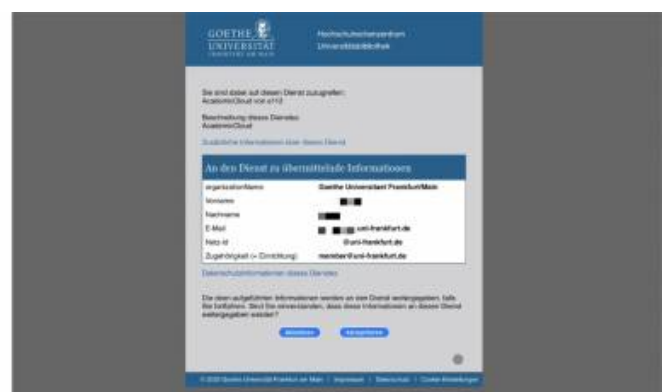 GOETHE
UNIVERSITÄT
FRANKFURT AM MAIN
Hochschulrechenzentrum
Universitätsbibliothek
Sie sind dabei auf diesen Dienst zuzugreifen:
AcademicCloud von
Beschreibung dieses Dienstes:
AcademicCloud
Zusätzliche Informationen über diesen Dienst
An den Dienst zu übermittelnde Informationen
organizationName Goethe Universitaet Frankfurt/Main
Vorname
Nachname
E-Mail uni-frankfurt.de
Netz-Id @uni-frankfurt.de
Zugehörigkeit (+ Einrichtung) member@uni-frankfurt.de
Datenschutzinformationen dieses Dienstes
Die oben aufgeführten Informationen werden an den Dienst weitergegeben, falls
Sie fortfahren. Sind Sie einverstanden, dass diese Informationen an diesen Dienst
weitergegeben werden?
Ablehnen Akzeptieren
Goethe Universität Frankfurt am Main | Impressum | Datenschutz | Cookie-Einstellungen